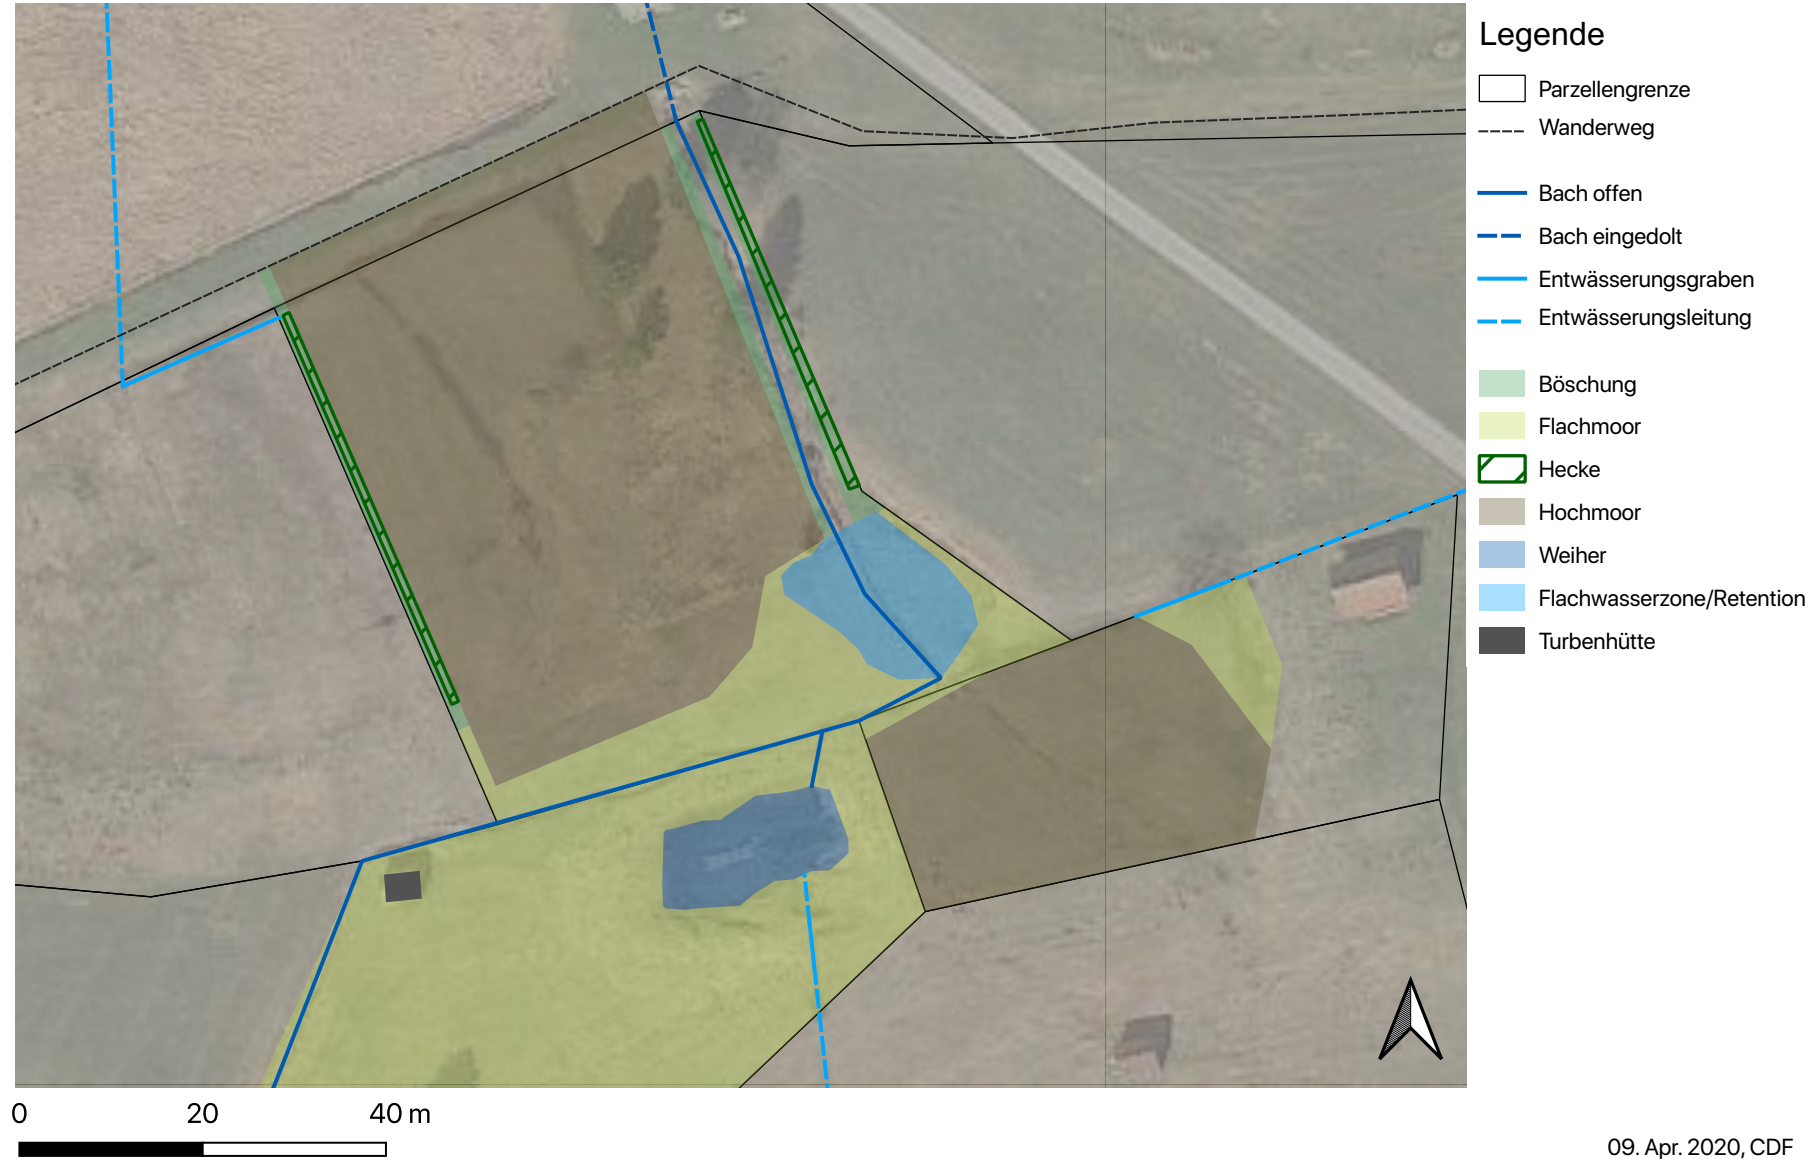 Legende
Parzellengrenze
Wanderweg
Bach offen
Bach eingedolt
Entwässerungsgraben
Entwässerungsleitung
Böschung
Flachmoor
Hecke
Hochmoor
Weiher
Flachwasserzone/Retention
Turbenhütte
0 20 40 m
09. Apr. 2020, CDF